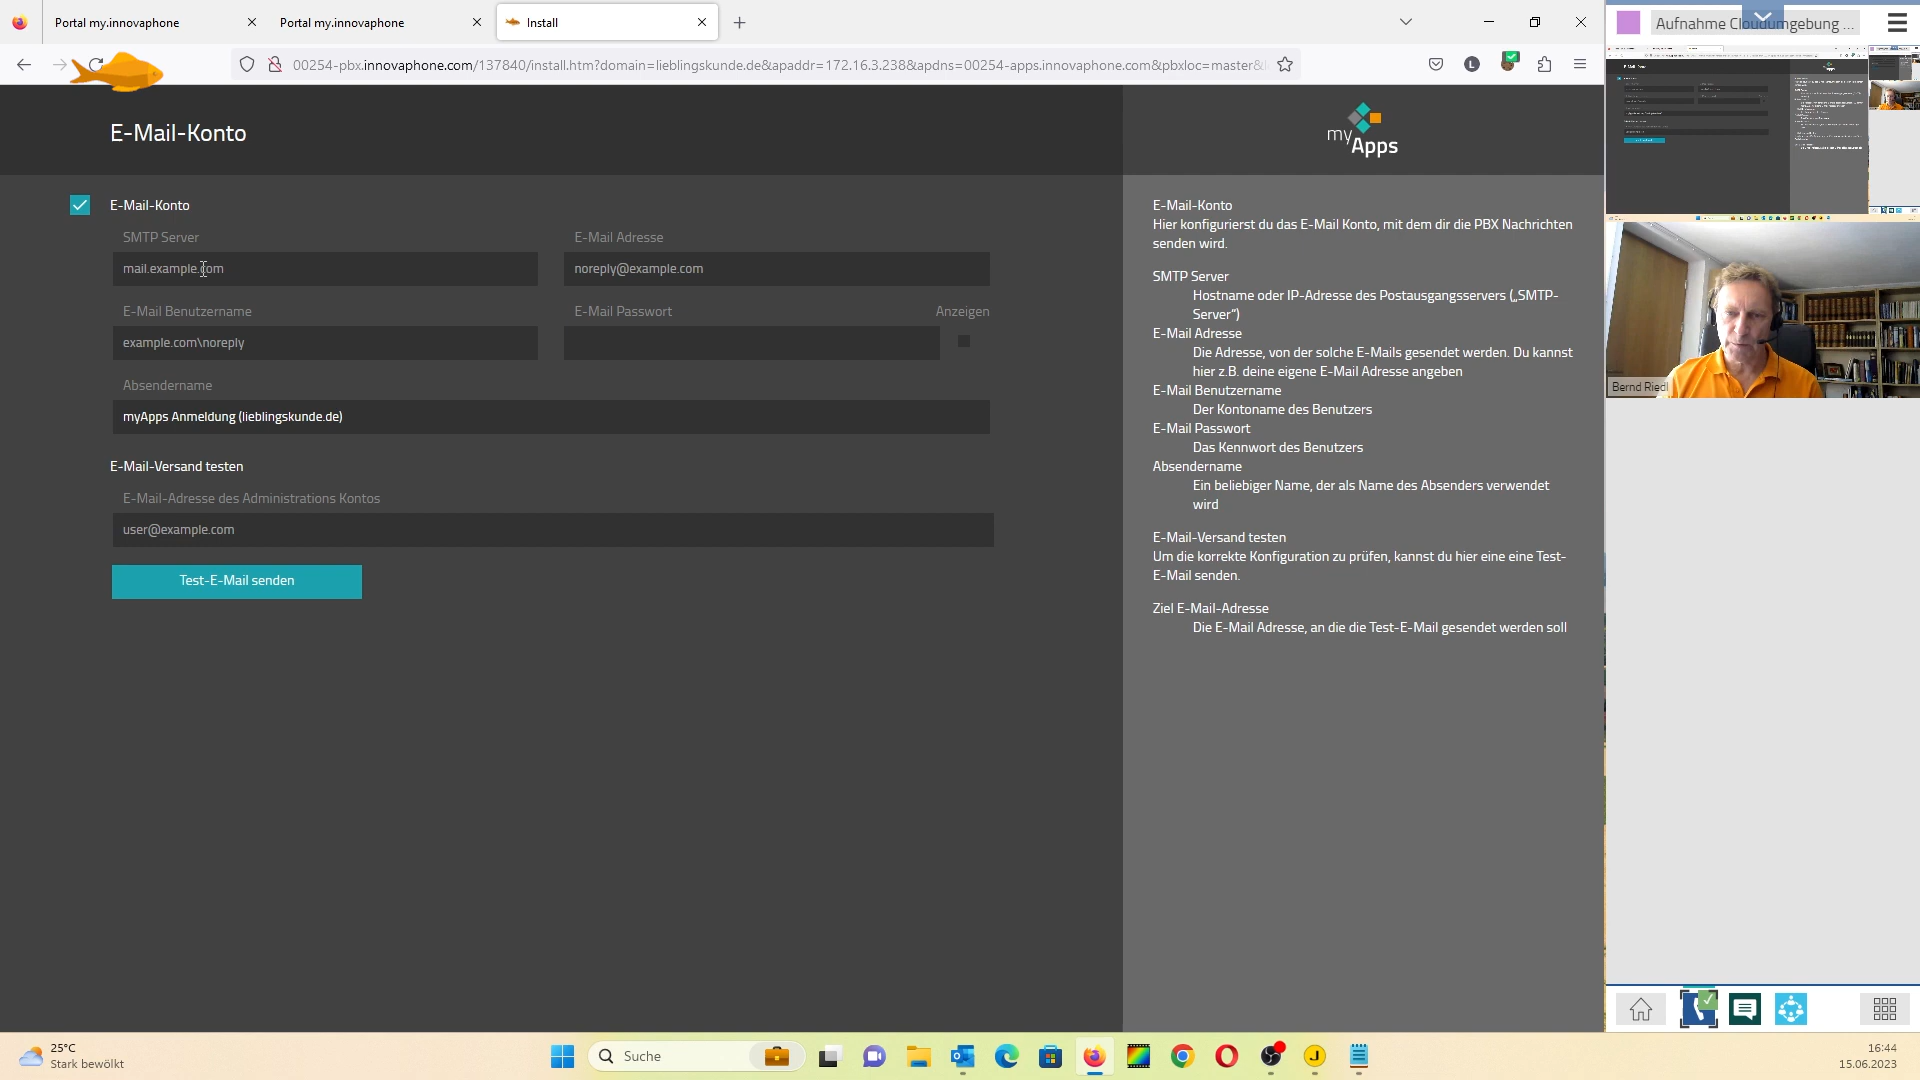 Portal my.innovaphone
Portal my.innovaphone
Install
Aufnahme Cloudumgebung ...
00254-pbx.innovaphone.com/137840/install.htm?domain=lieblingskunde.de&apaddr=172.16.3.238&apdns=00254-apps.innovaphone.com&pbxloc=master&
L
E-Mail-Konto
my
Apps
E-Mail-Konto
SMTP Server
E-Mail Adresse
mail.example.com
noreply@example.com
E-Mail Benutzername
E-Mail Passwort
Anzeigen
example.com\noreply
Absendername
myApps Anmeldung (lieblingskunde.de)
E-Mail-Versand testen
E-Mail-Adresse des Administrations Kontos
user@example.com
Test-E-Mail senden
E-Mail-Konto
Hier konfigurierst du das E-Mail Konto, mit dem dir die PBX Nachrichten
senden wird.
SMTP Server
Hostname oder IP-Adresse des Postausgangsservers („SMTP-
Server“)
E-Mail Adresse
Die Adresse, von der solche E-Mails gesendet werden. Du kannst
hier z.B. deine eigene E-Mail Adresse angeben
E-Mail Benutzername
Der Kontoname des Benutzers
E-Mail Passwort
Das Kennwort des Benutzers
Absendername
Ein beliebiger Name, der als Name des Absenders verwendet
wird
E-Mail-Versand testen
Um die korrekte Konfiguration zu prüfen, kannst du hier eine eine Test-
E-Mail senden.
Ziel E-Mail-Adresse
Die E-Mail Adresse, an die die Test-E-Mail gesendet werden soll
Bernd Riedl
25°C
Stark bewölkt
Suche
J
16:44
15.06.2023